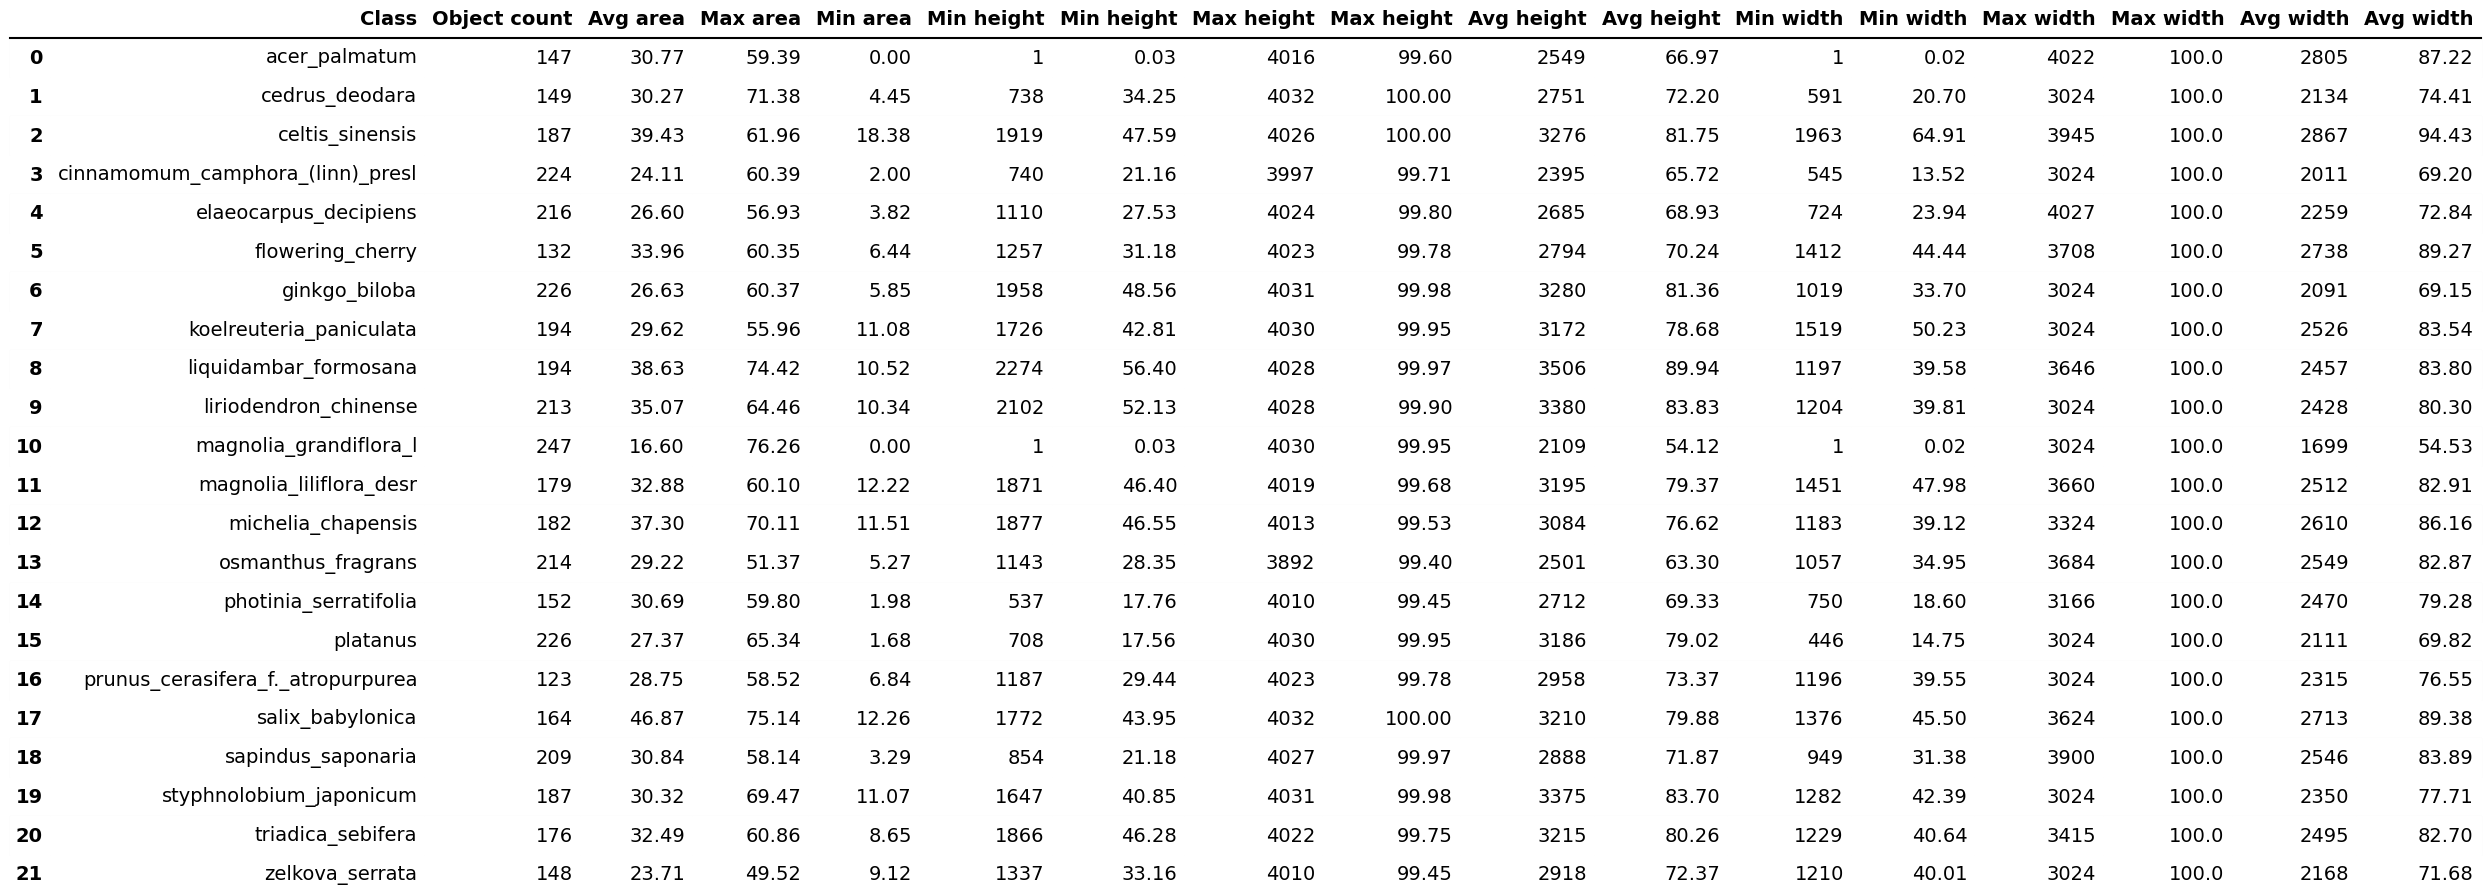 Class Object count Avg area Max area Min area Min height Min height Max height Max height Avg height Avg height Min width Min width Max width Max width Avg width Avg width
0 acer_palmatum 147 30.77 59.39 0.00 1 0.03 4016 99.60 2549 66.97 1 0.02 4022 100.0 2805 87.22
1 cedrus_deodara 149 30.27 71.38 4.45 738 34.25 4032 100.00 2751 72.20 591 20.70 3024 100.0 2134 74.41
2 celtis_sinensis 187 39.43 61.96 18.38 1919 47.59 4026 100.00 3276 81.75 1963 64.91 3945 100.0 2867 94.43
3 cinnamomum_camphora_(linn)_presl 224 24.11 60.39 2.00 740 21.16 3997 99.71 2395 65.72 545 13.52 3024 100.0 2011 69.20
4 elaeocarpus_decipiens 216 26.60 56.93 3.82 1110 27.53 4024 99.80 2685 68.93 724 23.94 4027 100.0 2259 72.84
5 flowering_cherry 132 33.96 60.35 6.44 1257 31.18 4023 99.78 2794 70.24 1412 44.44 3708 100.0 2738 89.27
6 ginkgo_biloba 226 26.63 60.37 5.85 1958 48.56 4031 99.98 3280 81.36 1019 33.70 3024 100.0 2091 69.15
7 koelreuteria_paniculata 194 29.62 55.96 11.08 1726 42.81 4030 99.95 3172 78.68 1519 50.23 3024 100.0 2526 83.54
8 liquidambar_formosana 194 38.63 74.42 10.52 2274 56.40 4028 99.97 3506 89.94 1197 39.58 3646 100.0 2457 83.80
9 liriodendron_chinense 213 35.07 64.46 10.34 2102 52.13 4028 99.90 3380 83.83 1204 39.81 3024 100.0 2428 80.30
10 magnolia_grandiflora_l 247 16.60 76.26 0.00 1 0.03 4030 99.95 2109 54.12 1 0.02 3024 100.0 1699 54.53
11 magnolia_liliflora_desr 179 32.88 60.10 12.22 1871 46.40 4019 99.68 3195 79.37 1451 47.98 3660 100.0 2512 82.91
12 michelia_chapensis 182 37.30 70.11 11.51 1877 46.55 4013 99.53 3084 76.62 1183 39.12 3324 100.0 2610 86.16
13 osmanthus_fragrans 214 29.22 51.37 5.27 1143 28.35 3892 99.40 2501 63.30 1057 34.95 3684 100.0 2549 82.87
14 photinia_serratifolia 152 30.69 59.80 1.98 537 17.76 4010 99.45 2712 69.33 750 18.60 3166 100.0 2470 79.28
15 platanus 226 27.37 65.34 1.68 708 17.56 4030 99.95 3186 79.02 446 14.75 3024 100.0 2111 69.82
16 prunus_cerasifera_f._atropurpurea 123 28.75 58.52 6.84 1187 29.44 4023 99.78 2958 73.37 1196 39.55 3024 100.0 2315 76.55
17 salix_babylonica 164 46.87 75.14 12.26 1772 43.95 4032 100.00 3210 79.88 1376 45.50 3624 100.0 2713 89.38
18 sapindus_saponaria 209 30.84 58.14 3.29 854 21.18 4027 99.97 2888 71.87 949 31.38 3900 100.0 2546 83.89
19 styphnolobium_japonicum 187 30.32 69.47 11.07 1647 40.85 4031 99.98 3375 83.70 1282 42.39 3024 100.0 2350 77.71
20 triadica_sebifera 176 32.49 60.86 8.65 1866 46.28 4022 99.75 3215 80.26 1229 40.64 3415 100.0 2495 82.70
21 zelkova_serrata 148 23.71 49.52 9.12 1337 33.16 4010 99.45 2918 72.37 1210 40.01 3024 100.0 2168 71.68